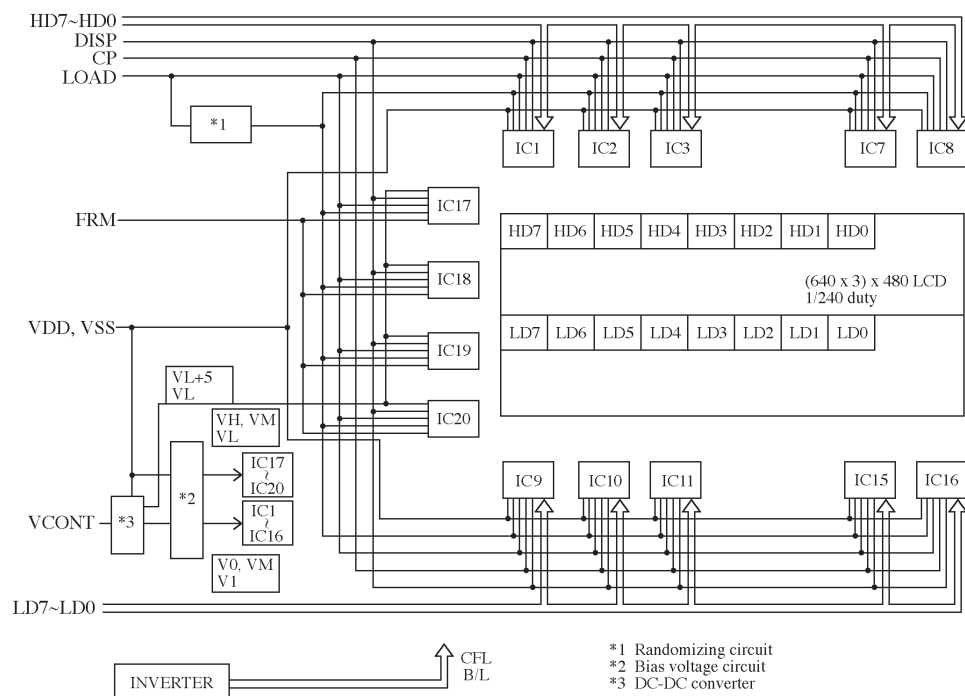 HD7~HD0
DISP
CP
LOAD
*1
IC1
IC2
IC3
IC7
IC8
IC17
FRM
HD7 HD6 HD5 HD4 HD3 HD2 HD1 HD0
IC18
(640 x 3) x 480 LCD
1/240 duty
VDD, VSS
LD7 LD6 LD5 LD4 LD3 LD2 LD1 LD0
IC19
VL+5
VL
VH, VM
VL
IC20
IC17
~
IC20
*2
IC9
IC10
IC11
IC15
IC16
VCONT
*3
IC1
~
IC16
V0, VM
V1
LD7~LD0
CFL
B/L
INVERTER
*1 Randomizing circuit
*2 Bias voltage circuit
*3 DC-DC converter